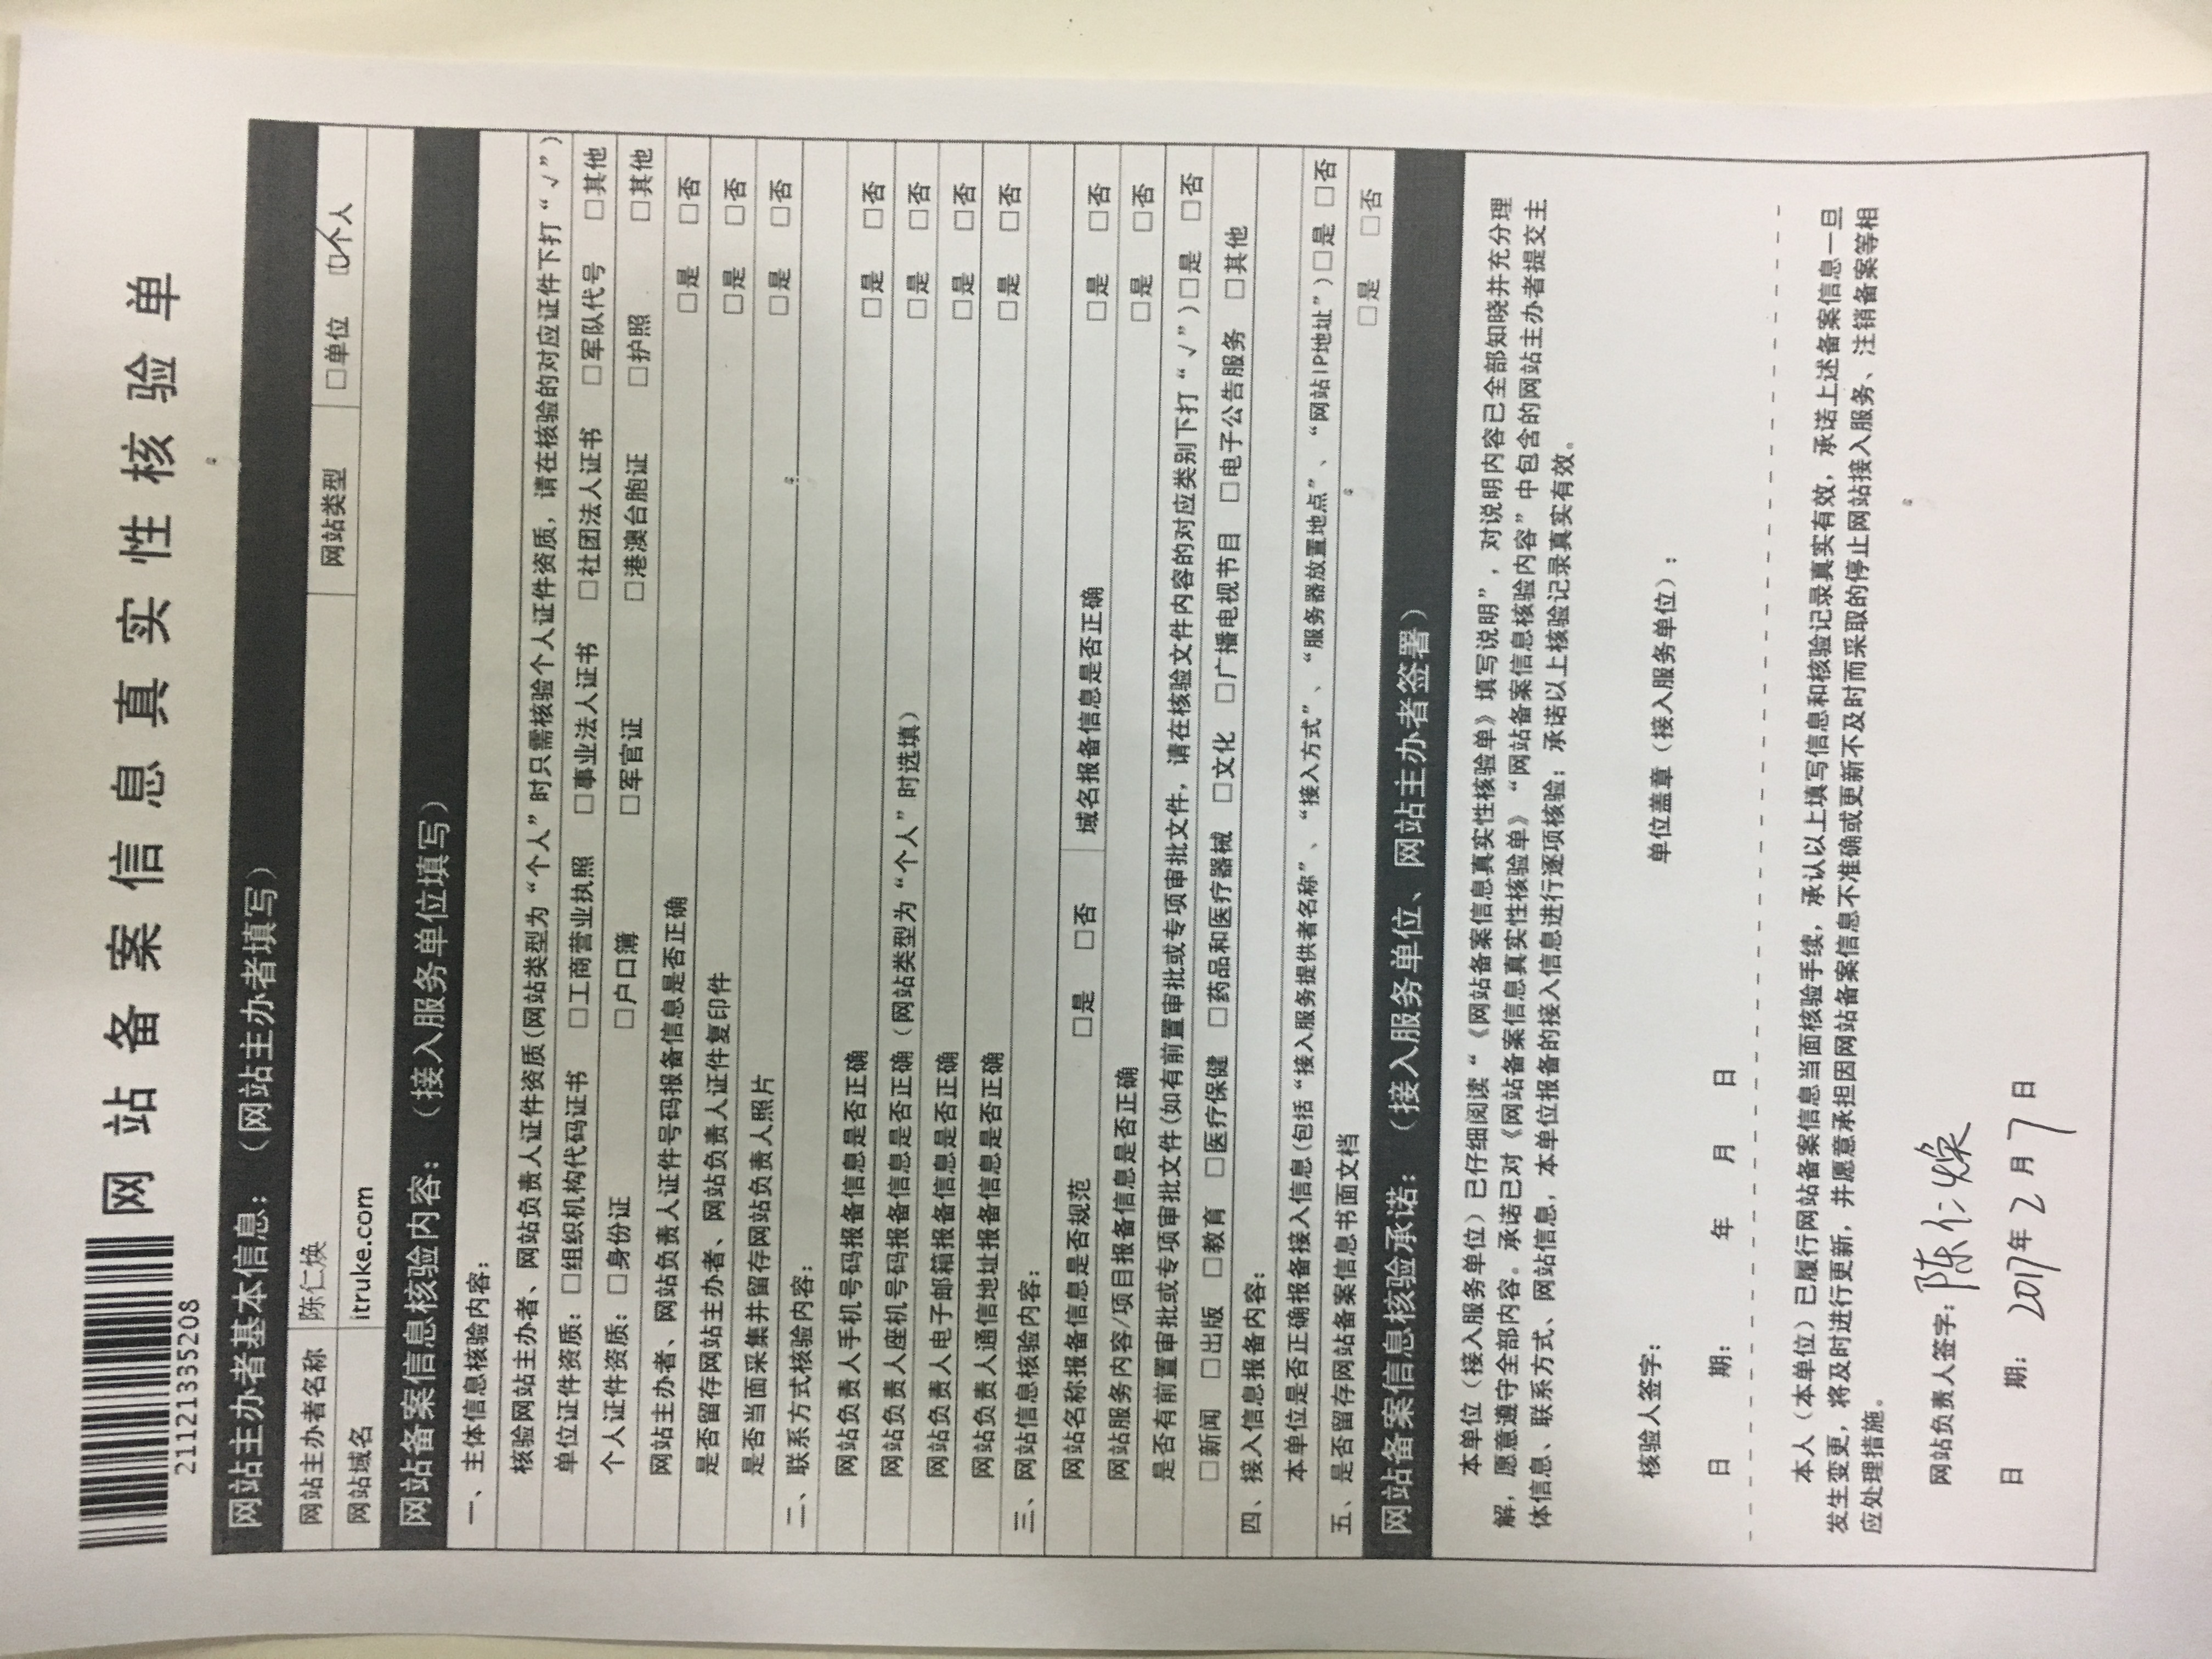 网站备案信息真实性核验单
21121335208
网站主办者基本信息：（网站主办者填写）
网站主办者名称 陈仁焕 网站类型 □单位 ☑个人
网站域名 itruke.com
网站备案信息核验内容：（接入服务单位填写）
一、主体信息核验内容：
核验网站主办者、网站负责人证件资质(网站类型为“个人”时只需核验个人证件资质，请在核验的对应证件下打“√”)
单位证件资质：□组织机构代码证书 □工商营业执照 □事业法人证书 □社团法人证书 □军队代号 □其他
个人证件资质：□身份证 □户口簿 □军官证 □港澳台胞证 □护照 □其他
网站主办者、网站负责人证件号码报备信息是否正确 □是 □否
是否留存网站主办者、网站负责人证件复印件 □是 □否
是否当面采集并留存网站负责人照片 □是 □否
二、联系方式核验内容：
网站负责人手机号码报备信息是否正确 □是 □否
网站负责人座机号码报备信息是否正确（网站类型为“个人”时选填） □是 □否
网站负责人电子邮箱报备信息是否正确 □是 □否
网站负责人通信地址报备信息是否正确 □是 □否
三、网站信息核验内容：
网站名称报备信息是否规范 □是 □否 域名报备信息是否正确 □是 □否
网站服务内容/项目报备信息是否正确 □是 □否
是否有前置审批或专项审批文件(如有前置审批或专项审批文件，请在核验文件内容的对应类别下打“√”)□是 □否
□新闻 □出版 □教育 □医疗保健 □药品和医疗器械 □文化 □广播电视节目 □电子公告服务 □其他
四、接入信息报备内容：
本单位是否正确报备接入信息(包括“接入服务提供者名称”、“接入方式”、“服务器放置地点”、“网站IP地址”)□是 □否
五、是否留存网站备案信息书面文档 □是 □否
网站备案信息核验承诺：（接入服务单位、网站主办者签署）
本单位（接入服务单位）已仔细阅读“《网站备案信息真实性核验单》填写说明”，对说明内容已全部知晓并充分理
解，愿意遵守全部内容。承诺已对《网站备案信息真实性核验单》“网站备案信息核验内容”中包含的网站主办者提交主
体信息、联系方式、网站信息，本单位报备的接入信息进行逐项核验；承诺以上核验记录真实有效。
核验人签字： 单位盖章（接入服务单位）：
日 期： 年 月 日
本人（本单位）已履行网站备案信息当面核验手续，承认以上填写信息和核验记录真实有效，承诺上述备案信息一旦
发生变更，将及时进行更新，并愿意承担因网站备案信息不准确或更新不及时而采取的停止网站接入服务、注销备案等相
应处理措施。
网站负责人签字：陈仁焕
日 期： 2017年 2 月 7 日